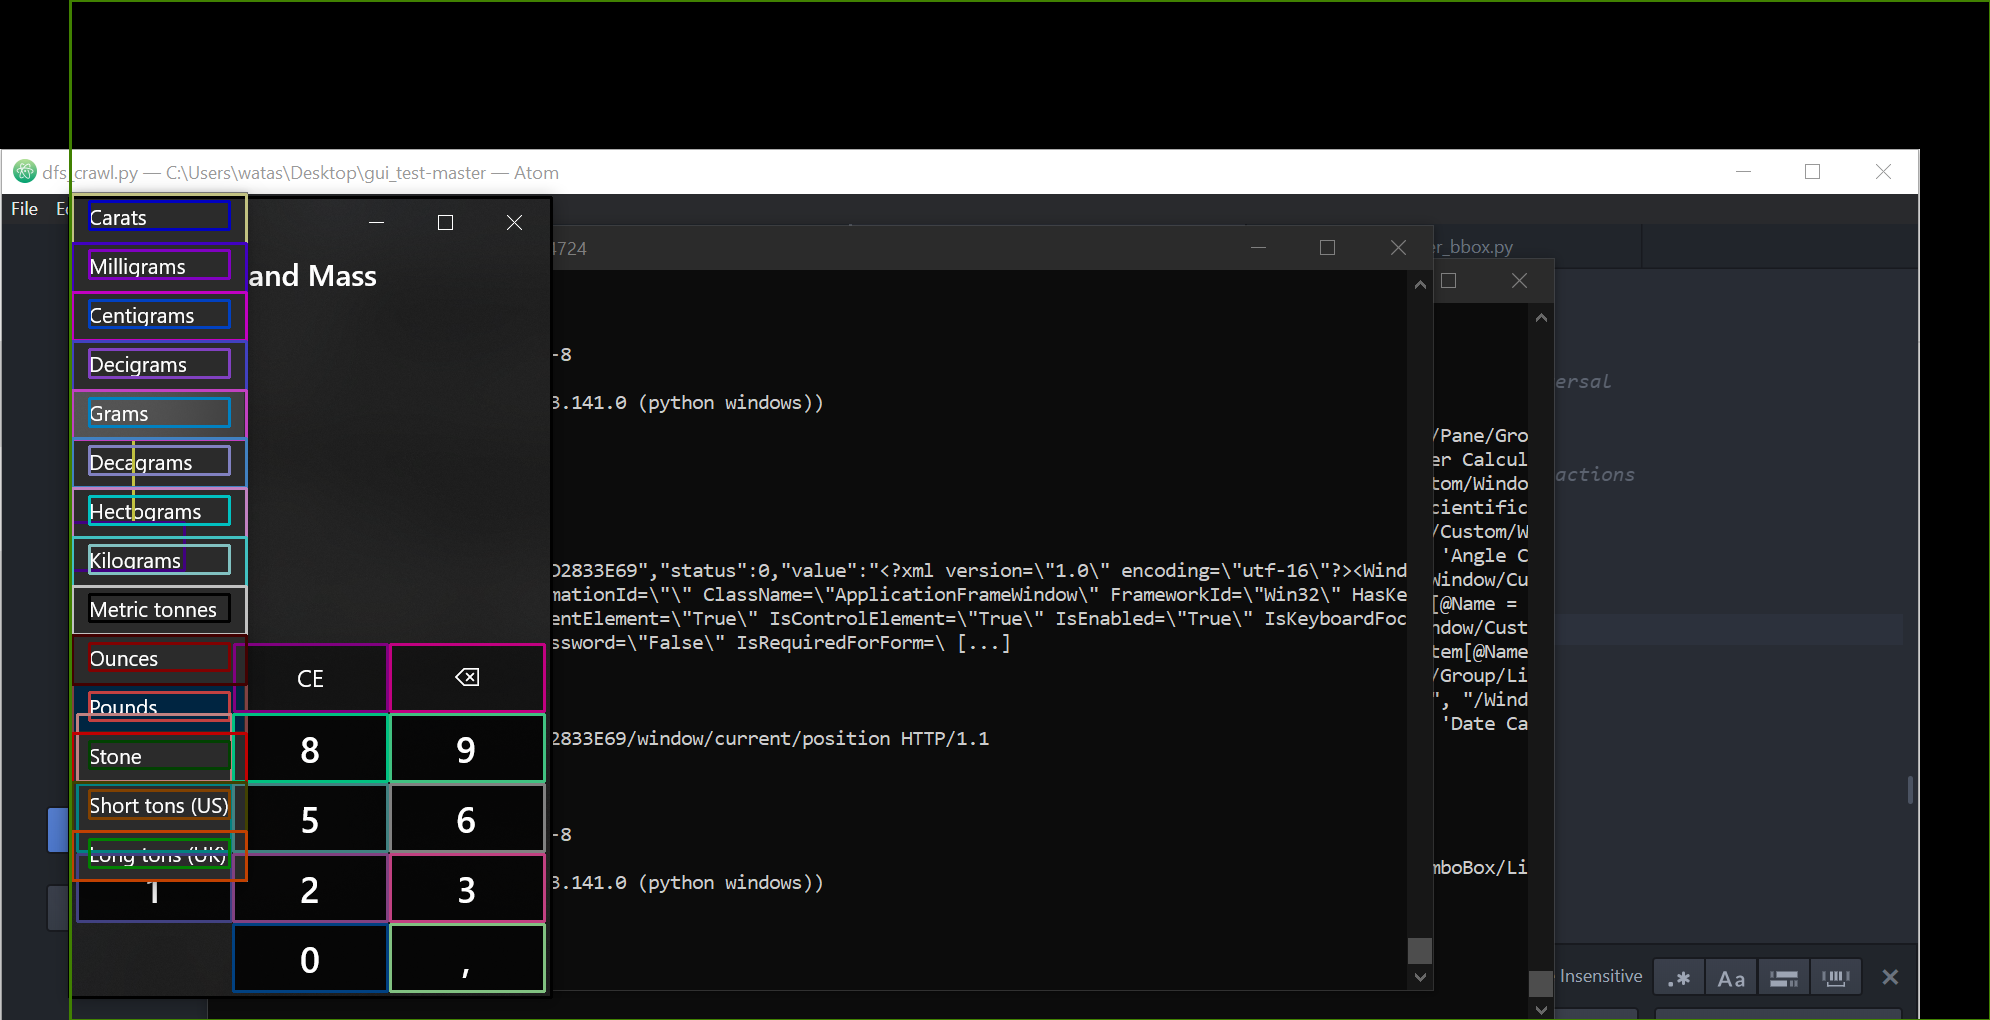 dfs_crawl.py — C:\Users\watas\Desktop\gui_test-master — Atom
File
Carats
Milligrams
Centigrams
Decigrams
Grams
Decagrams
Hectograms
Kilograms
Metric tonnes
Ounces
Pounds
Stone
Short tons (US)
Long tons (UK)
and Mass
CE
8
9
5
6
1
2
3
0
,
4724
-8
3.141.0 (python windows))
D2833E69","status":0,"value":"<?xml version=\"1.0\" encoding=\"utf-16\"?><Wind
mationId=\"\" ClassName=\"ApplicationFrameWindow\" FrameworkId=\"Win32\" HasKe
entElement=\"True\" IsControlElement=\"True\" IsEnabled=\"True\" IsKeyboardFoc
ssword=\"False\" IsRequiredForForm=\ [...]
2833E69/window/current/position HTTP/1.1
-8
3.141.0 (python windows))
er_bbox.py
/Pane/Gro
er Calcul
tom/Windo
cientific
/Custom/W
'Angle C
Window/Cu
[@Name =
ndow/Cust
tem[@Name
/Group/Li
", "/Wind
'Date Ca
mboBox/Li
ersal
actions
Insensitive
.*
Aa